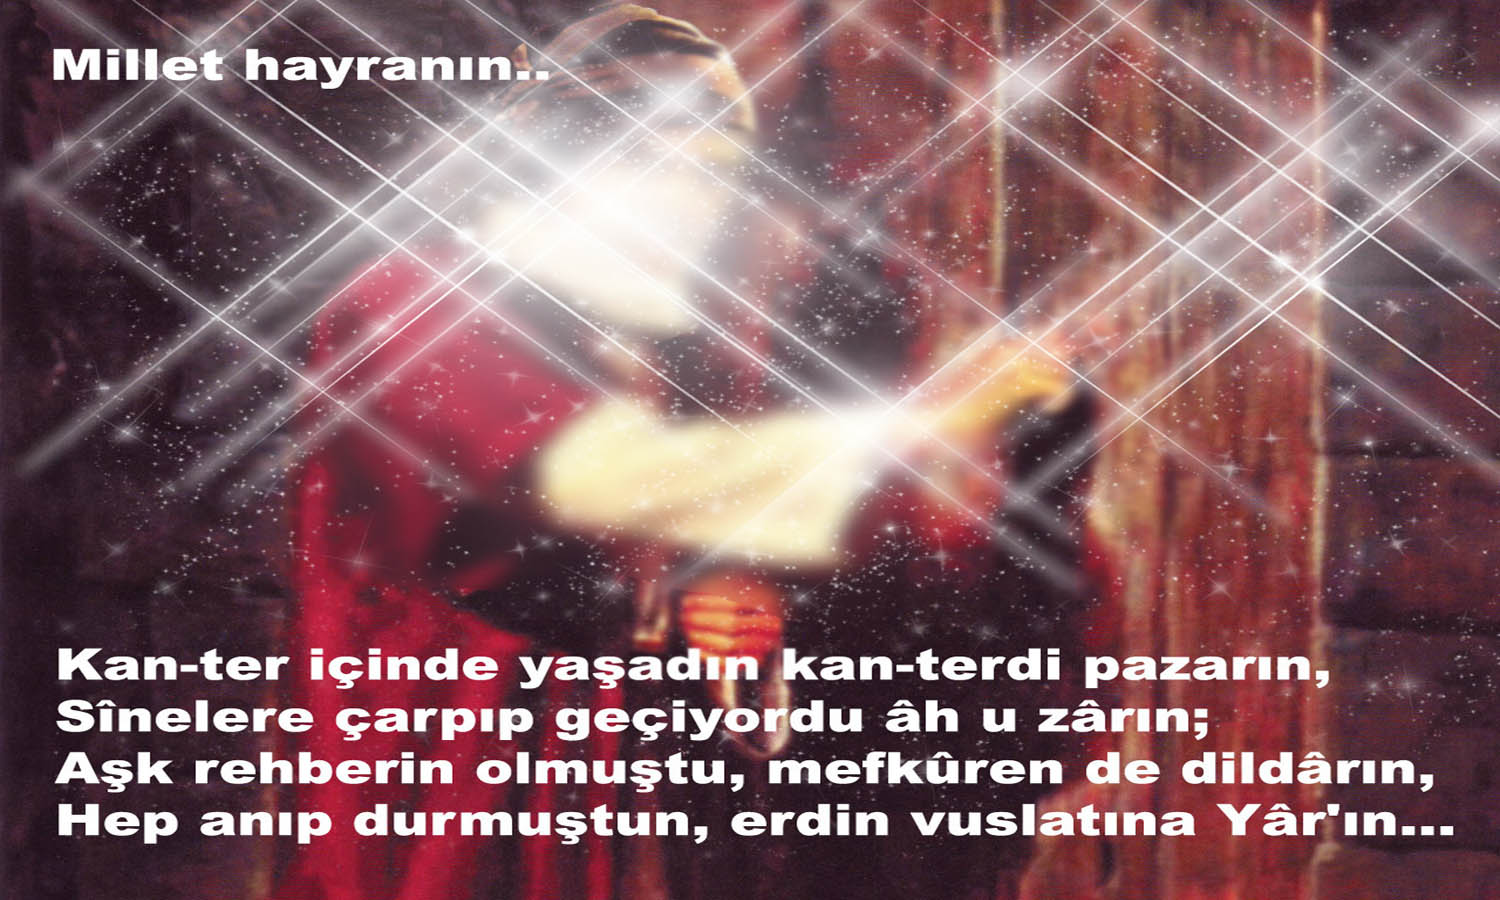 Millet hayranın..
Kan-ter içinde yaşadın kan-terdi pazarın,
Sînelere çarpıp geçiyordu âh u zârın;
Aşk rehberin olmuştu, mefkûren de dildârın,
Hep anıp durmuştun, erdin vuslatına Yâr'ın...